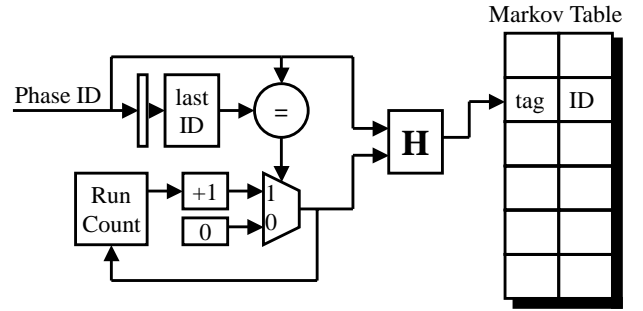 Markov Table
Phase ID
last
ID
=
tag ID
H
Run
Count
+1
1
0
0